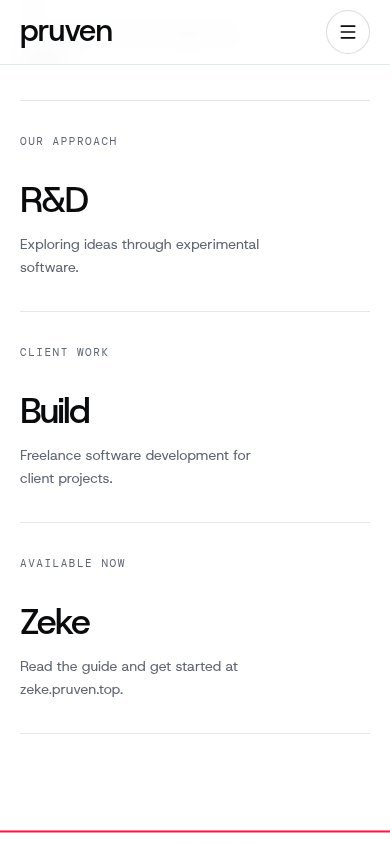 pruven
OUR APPROACH
R&D
Exploring ideas through experimental
software.
CLIENT WORK
Build
Freelance software development for
client projects.
AVAILABLE NOW
Zeke
Read the guide and get started at
zeke.pruven.top.